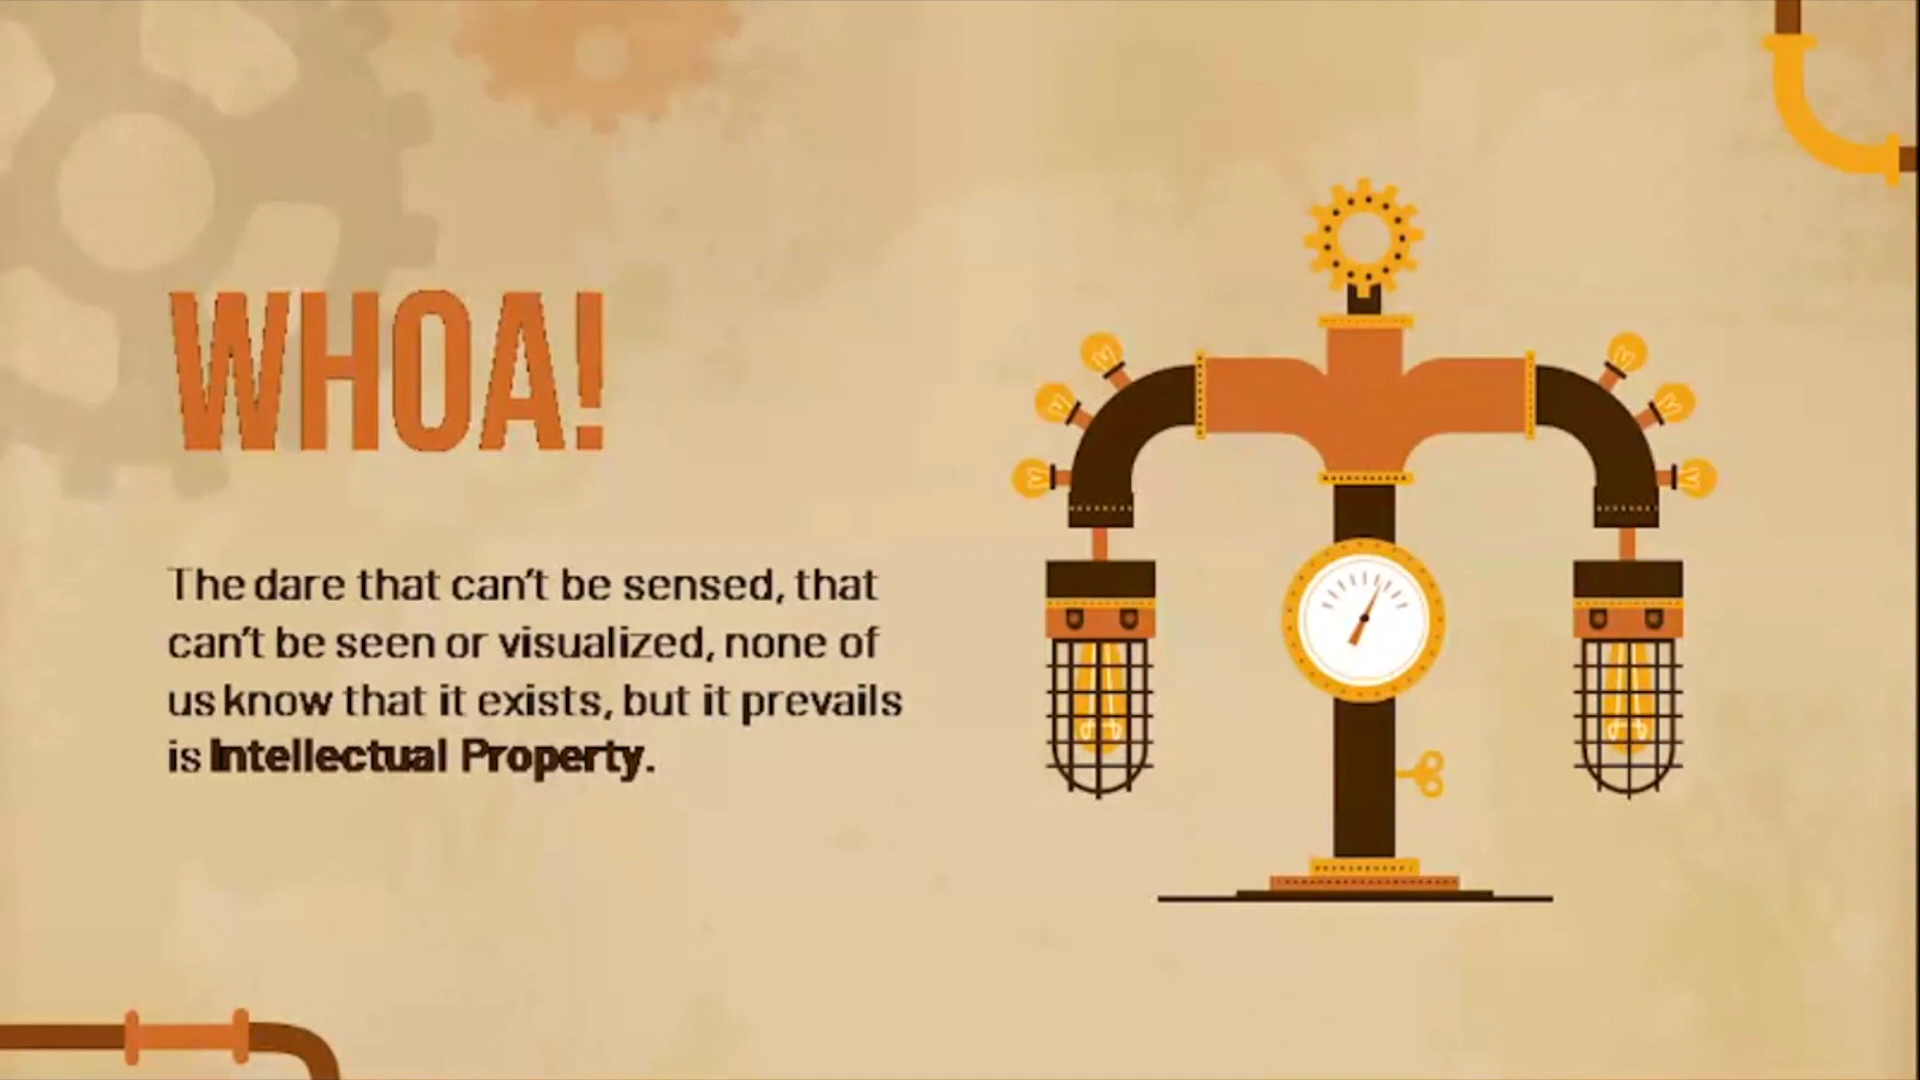 WHOA!
The dare that can't be sensed, that
can't be seen or visualized, none of
us know that it exists, but it prevails
is Intellectual Property.